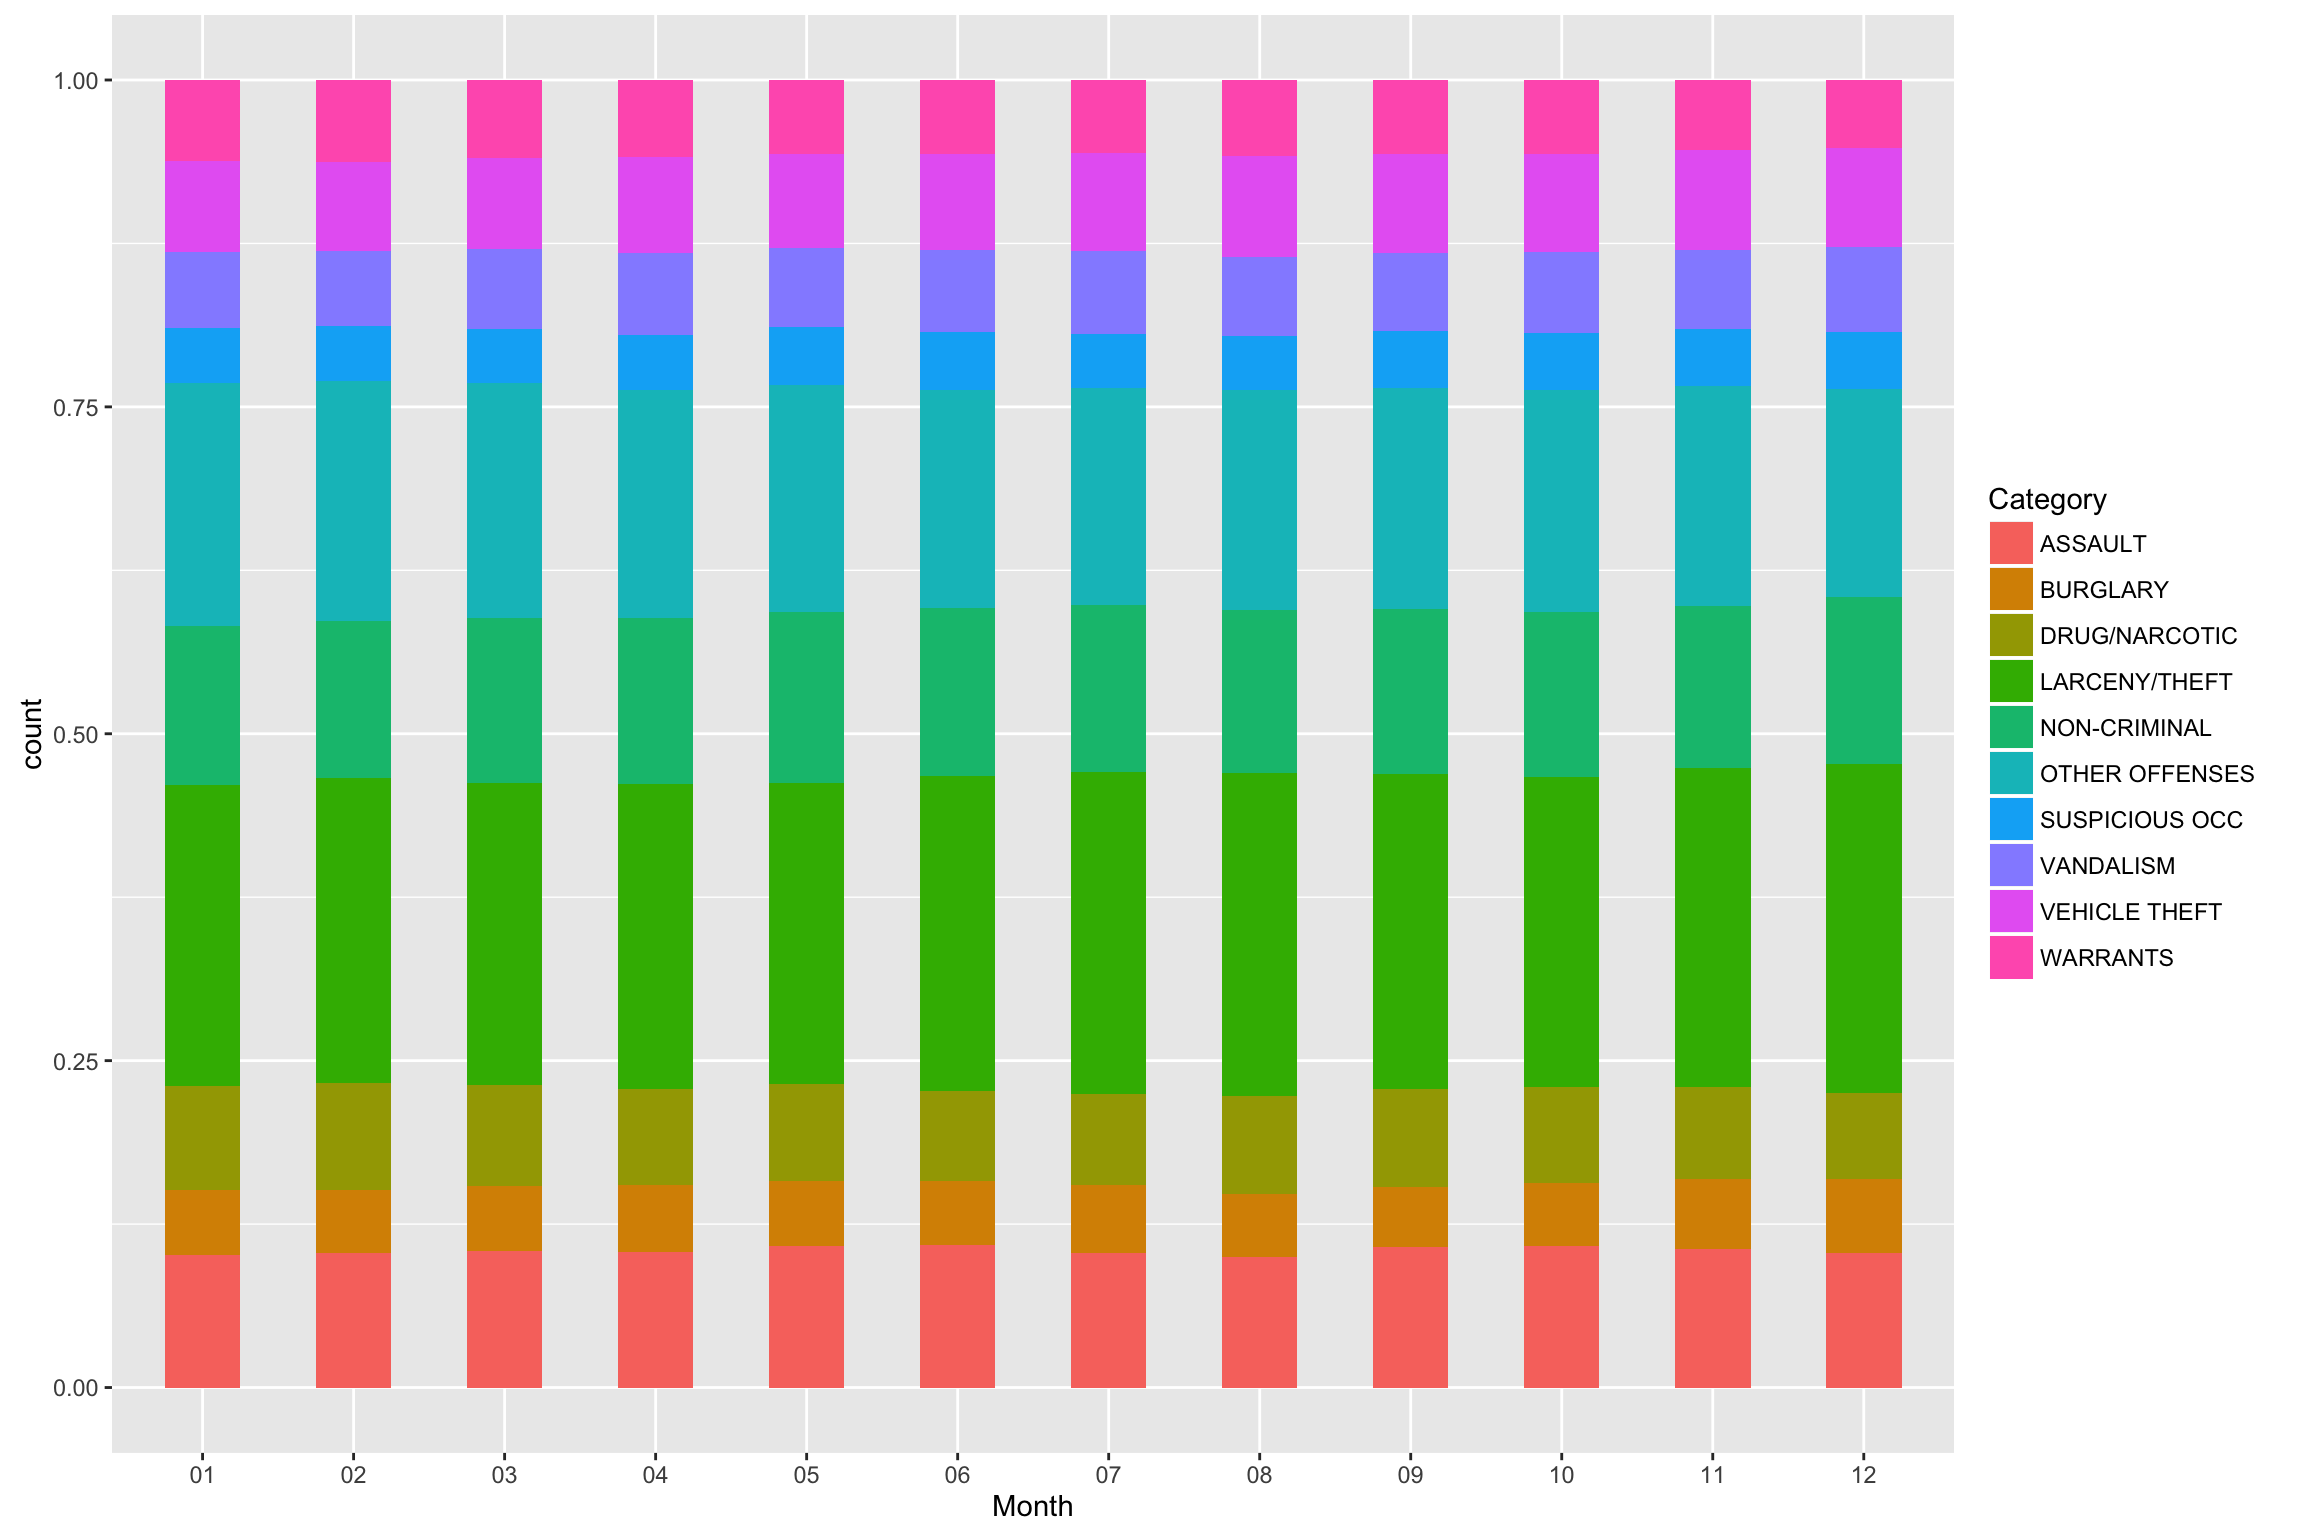 1.00
0.75
0.50
0.25
0.00
count
01 02 03 04 05 06 07 08 09 10 11 12
Month
Category
ASSAULT
BURGLARY
DRUG/NARCOTIC
LARCENY/THEFT
NON-CRIMINAL
OTHER OFFENSES
SUSPICIOUS OCC
VANDALISM
VEHICLE THEFT
WARRANTS